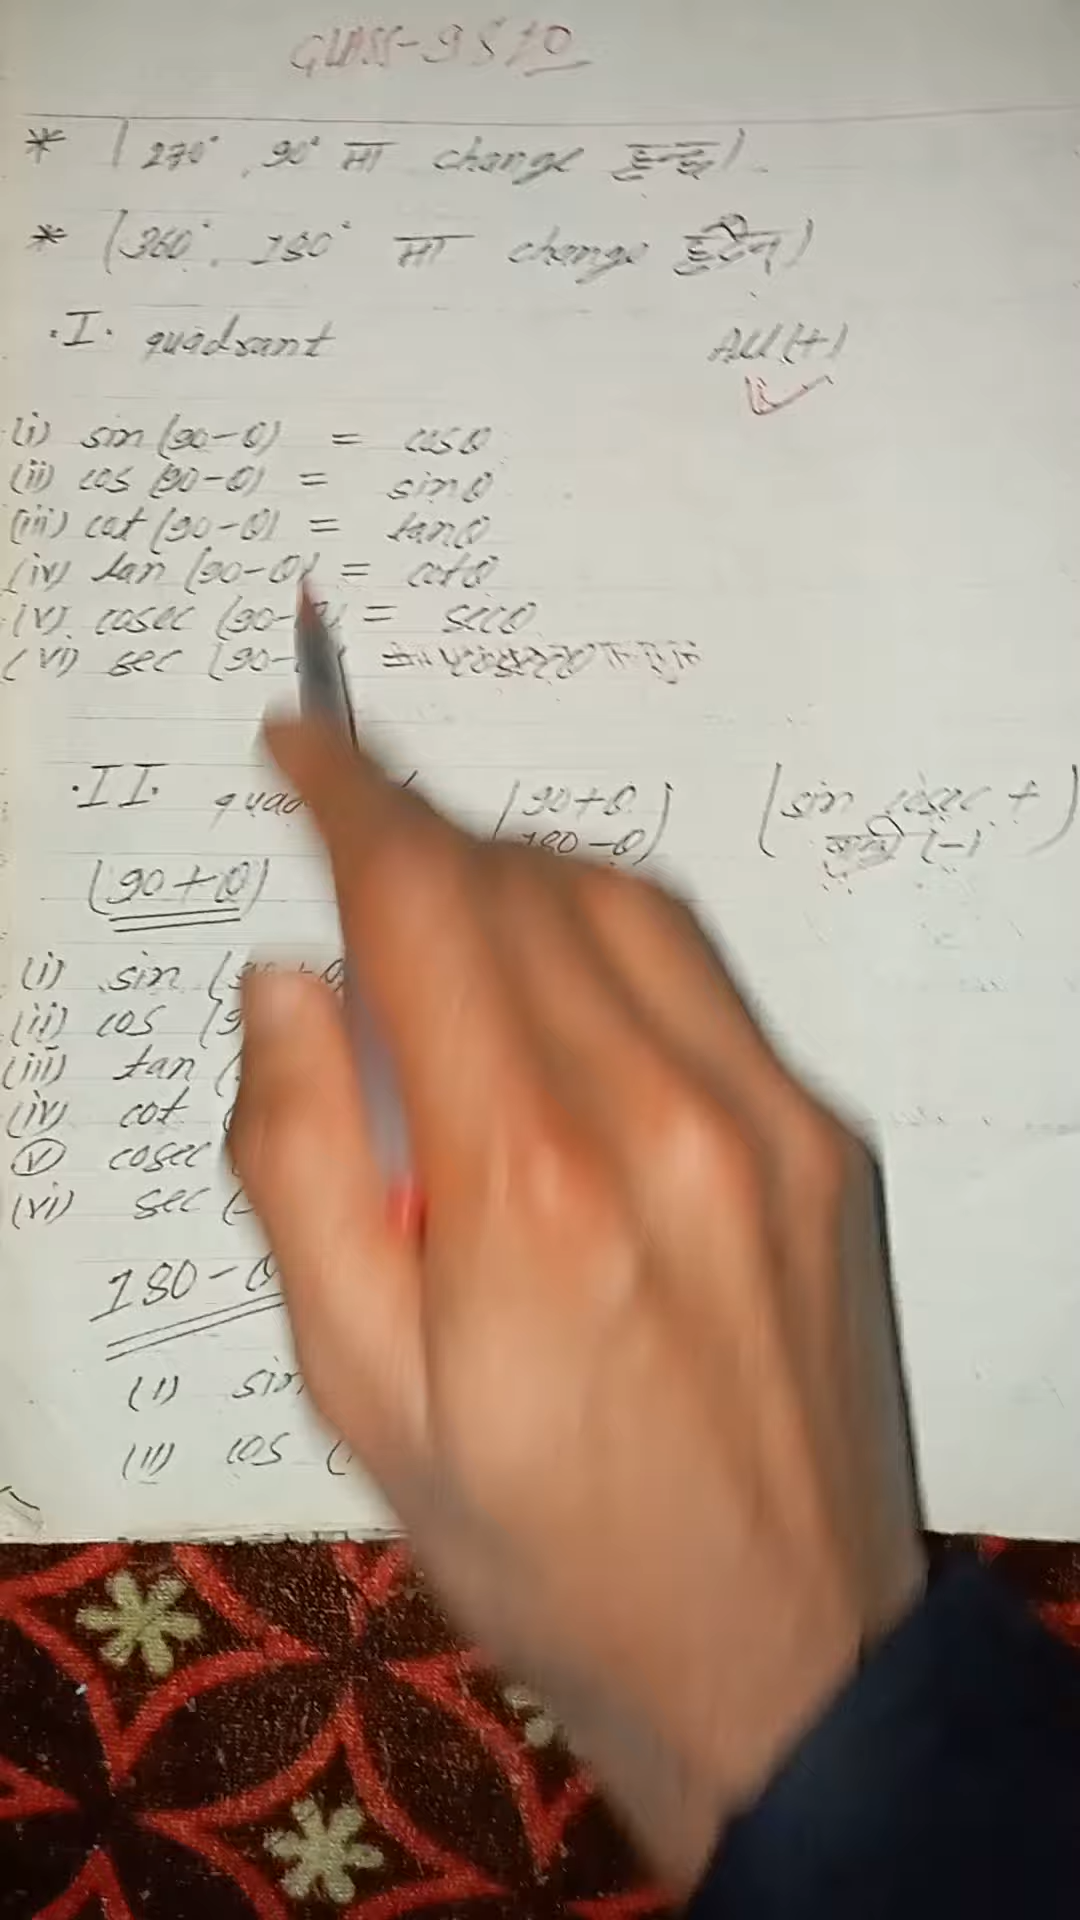 CLASS-9 & 10
* (270°, 90° मा change हुन्छ)
* (360°, 180° मा change हुदैन)
.I. quadrant All (+)
(i) sin (90-θ) = cosθ
(ii) cos (90-θ) = sinθ
(iii) cot (90-θ) = tanθ
(iv) tan (90-θ) = cotθ
(v) cosec (90- = secθ
(vi) sec (90-
.II. quad (90+θ (sin cosec +)
180-θ) बाकी (-)
(90+θ)
(i) sin (90+θ
(ii) cos (9
(iii) tan (
(iv) cot (
(v) cosec (
(vi) sec (
180-θ
(I) sin
(II) cos (